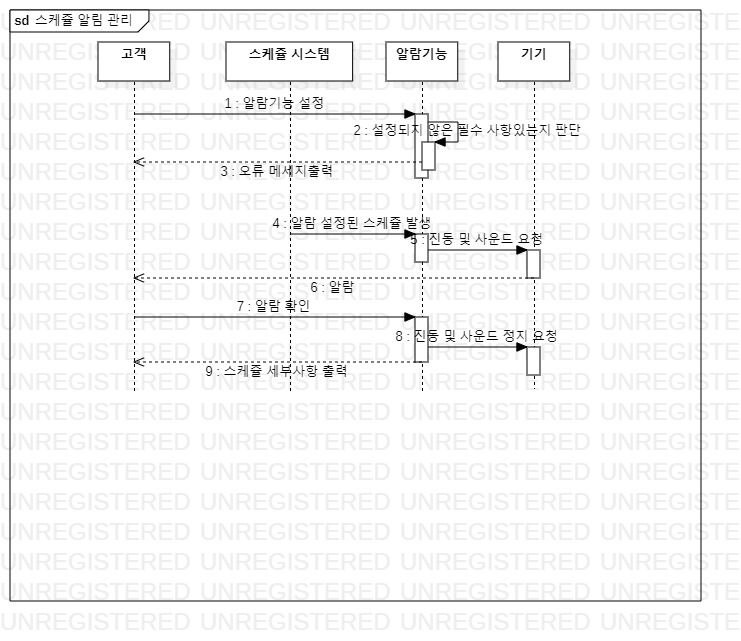 sd 스케쥴 알림 관리
고객
스케쥴 시스템
알람기능
기기
1 : 알람기능 설정
2 : 설정되지 않은 필수 사항있는지 판단
3 : 오류 메세지출력
4 : 알람 설정된 스케쥴 발생
5 : 진동 및 사운드 요청
6 : 알람
7 : 알람 확인
8 : 진동 및 사운드 정지 요청
9 : 스케쥴 세부사항 출력
UNREGISTERED